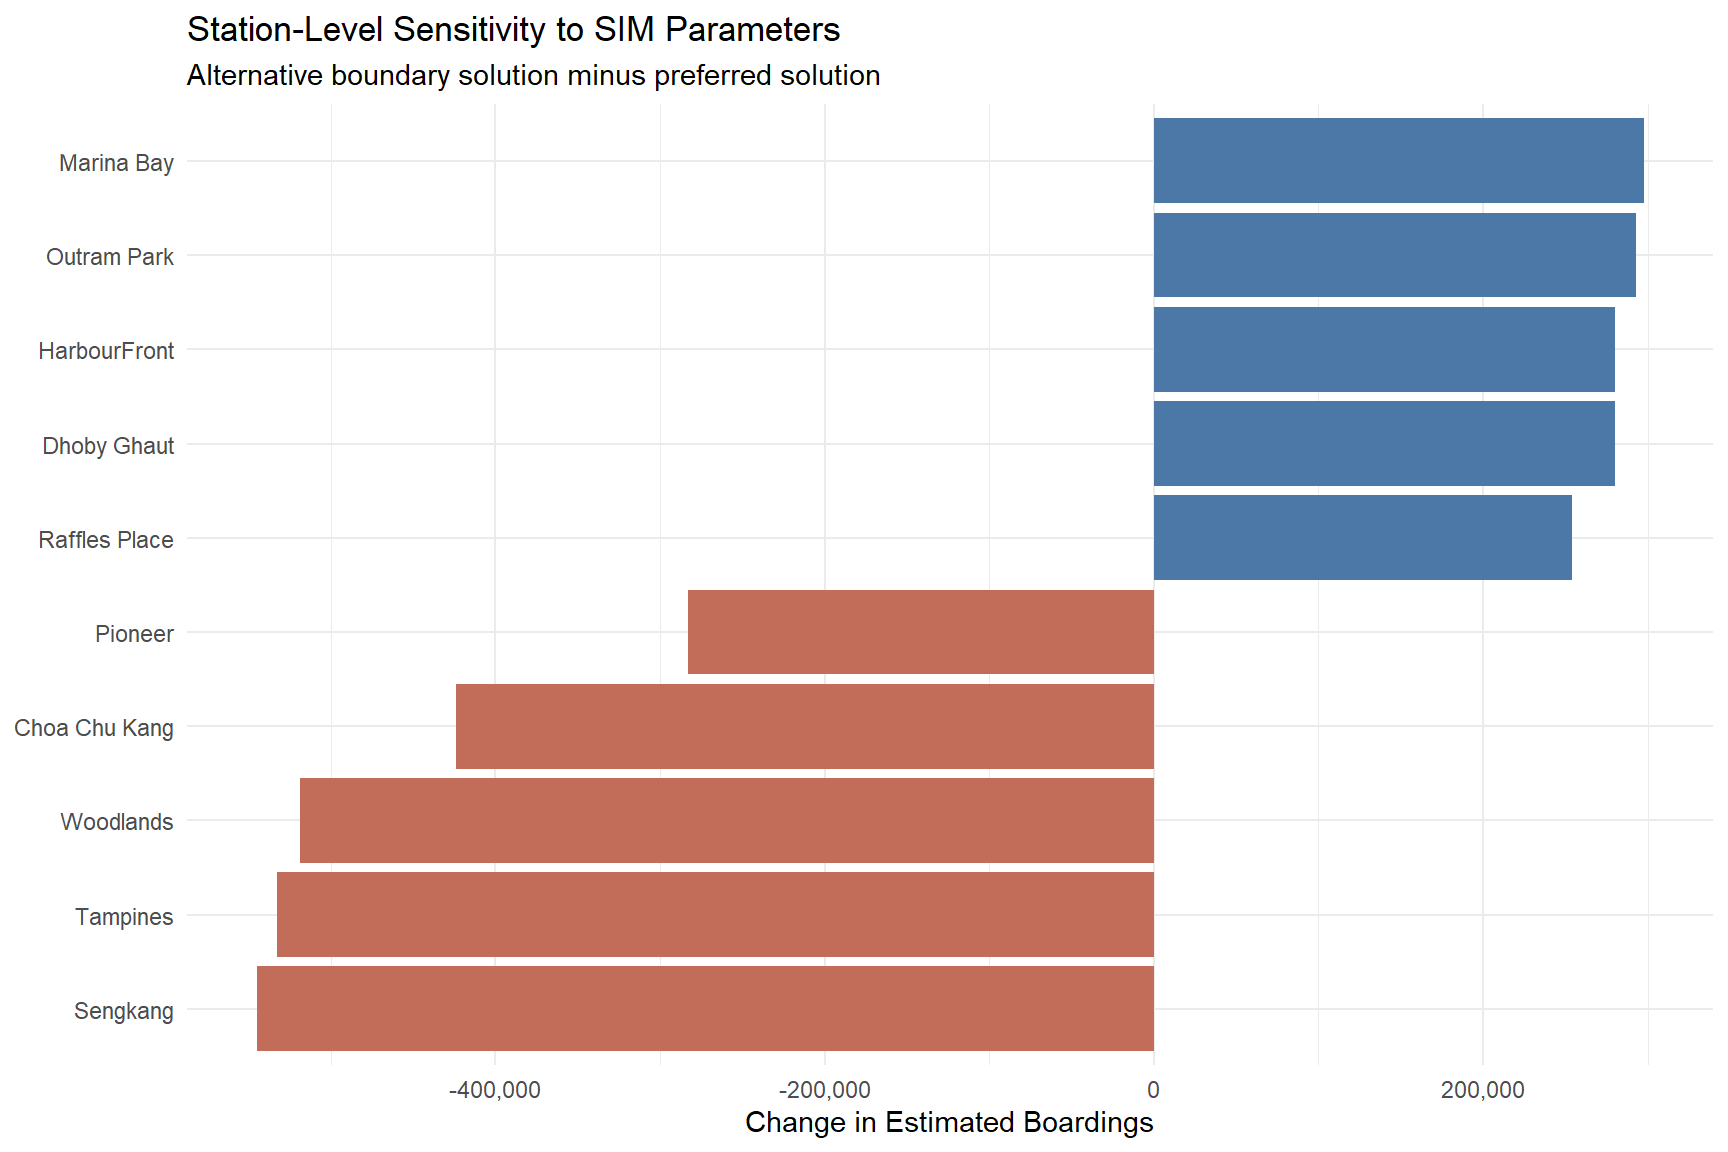 Station-Level Sensitivity to SIM Parameters
Alternative boundary solution minus preferred solution
Marina Bay
Outram Park
HarbourFront
Dhoby Ghaut
Raffles Place
Pioneer
Choa Chu Kang
Woodlands
Tampines
Sengkang
-400,000 -200,000 0 200,000
Change in Estimated Boardings